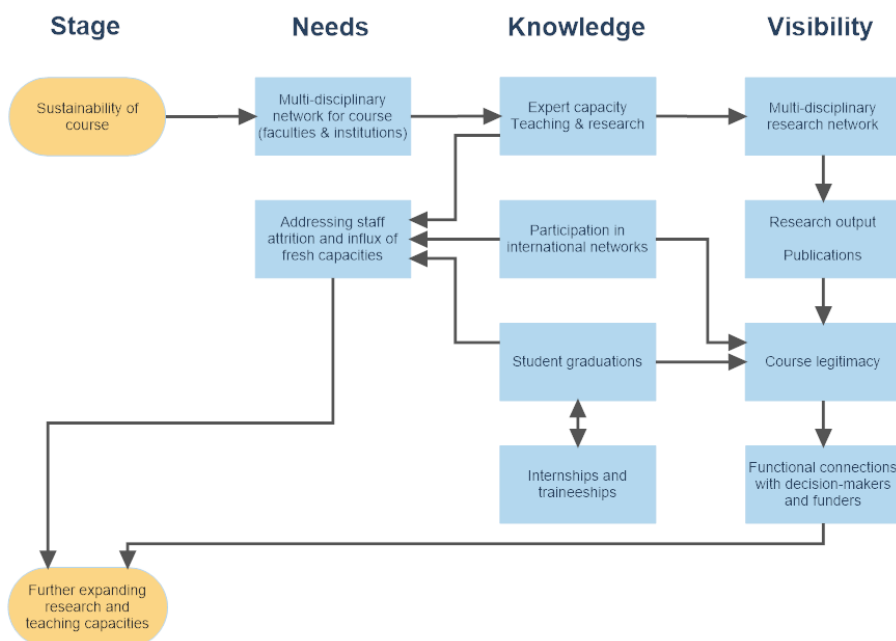 Stage
Needs
Knowledge
Visibility
Sustainability of
course
Multi-disciplinary
network for course
(faculties & institutions)
Expert capacity
Teaching & research
Multi-disciplinary
research network
Addressing staff
attrition and influx of
fresh capacities
Participation in
international networks
Research output
Publications
Student graduations
Course legitimacy
Internships and
traineeships
Functional connections
with decision-makers
and funders
Further expanding
research and
teaching capacities